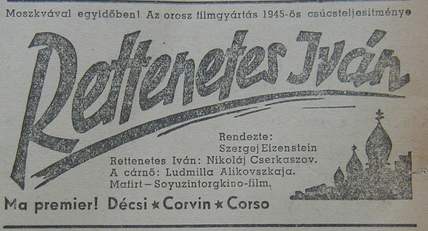 Moszkvával egyidőben! Az orosz filmgyártás 1945-ös csúcsteljesítménye
Rettenetes Iván
Rendezte:
Szergej Eizenstein
Rettenetes Iván: Nikoláj Cserkaszov.
A cárnő: Ludmilla Alikovszkaja.
Mafirt—Soyuzintorgkino-film.
Ma premier! Décsi ★ Corvin ★ Corso